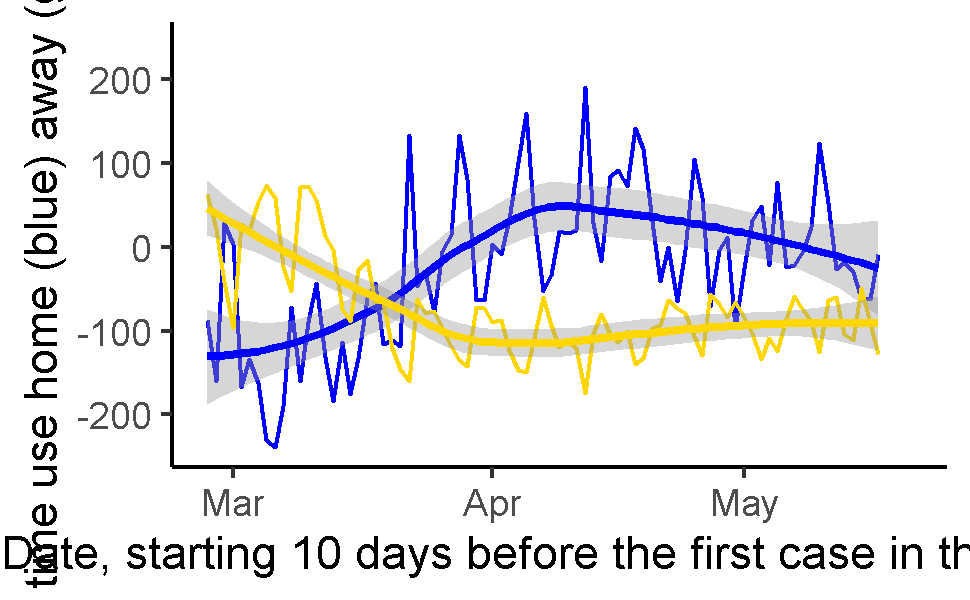 time use home (blue) away (
200
100
0
-100
-200
Mar Apr May
Date, starting 10 days before the first case in th